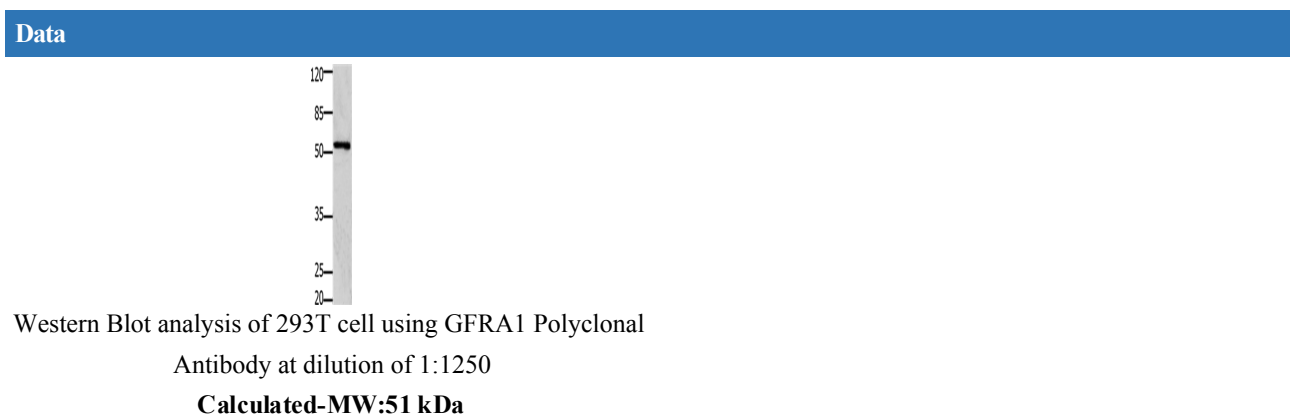 Data
120
85
50
35
25
20
Western Blot analysis of 293T cell using GFRA1 Polyclonal
Antibody at dilution of 1:1250
Calculated-MW:51 kDa